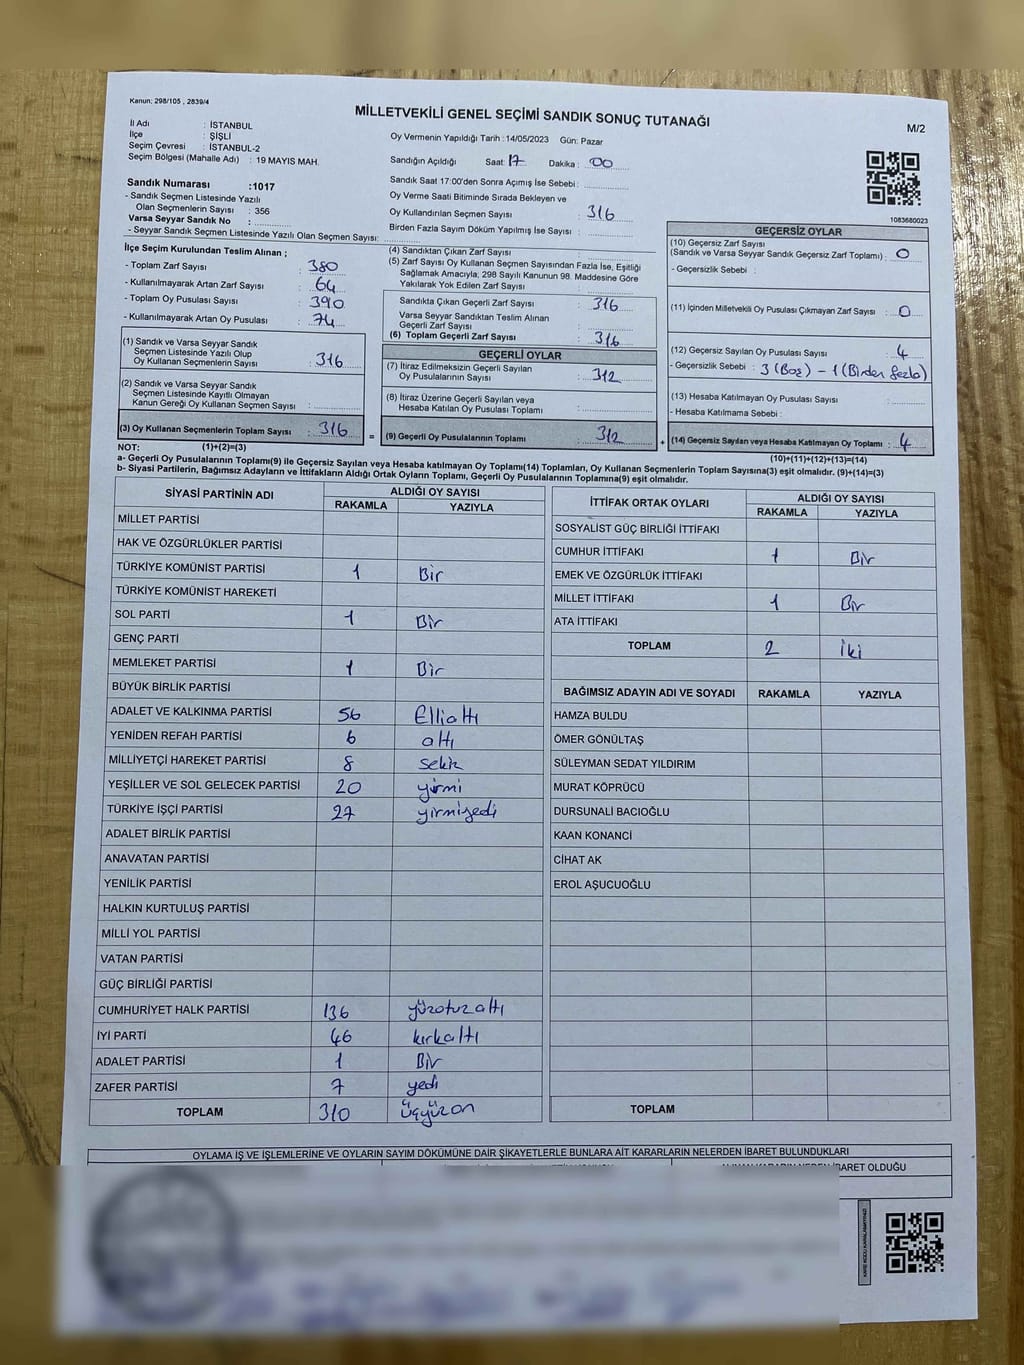 Kanun: 298/105 , 2839/4
MİLLETVEKİLİ GENEL SEÇİMİ SANDIK SONUÇ TUTANAĞI
M/2
İl Adı : İSTANBUL
İlçe : ŞİŞLİ
Seçim Çevresi : İSTANBUL-2
Seçim Bölgesi (Mahalle Adı) : 19 MAYIS MAH.
Sandık Numarası :1017
- Sandık Seçmen Listesinde Yazılı
Olan Seçmenlerin Sayısı : 356
Varsa Seyyar Sandık No :
- Seyyar Sandık Seçmen Listesinde Yazılı Olan Seçmen Sayısı:
Oy Vermenin Yapıldığı Tarih : 14/05/2023 Gün: Pazar
Sandığın Açıldığı Saat: 17 Dakika : 00
Sandık Saat 17:00'den Sonra Açımış İse Sebebi :
Oy Verme Saati Bitiminde Sırada Bekleyen ve
Oy Kullandırılan Seçmen Sayısı : 316
Birden Fazla Sayım Döküm Yapılmış İse Sayısı :
1083680023
İlçe Seçim Kurulundan Teslim Alınan ;
- Toplam Zarf Sayısı : 380
- Kullanılmayarak Artan Zarf Sayısı : 64
- Toplam Oy Pusulası Sayısı : 390
- Kullanılmayarak Artan Oy Pusulası : 74
(1) Sandık ve Varsa Seyyar Sandık
Seçmen Listesinde Yazılı Olup
Oy Kullanan Seçmenlerin Sayısı : 316
(2) Sandık ve Varsa Seyyar Sandık
Seçmen Listesinde Kayıtlı Olmayan
Kanun Gereği Oy Kullanan Seçmen Sayısı :
(3) Oy Kullanan Seçmenlerin Toplam Sayısı : 316
(4) Sandıktan Çıkan Zarf Sayısı :
(5) Zarf Sayısı Oy Kullanan Seçmen Sayısından Fazla İse, Eşitliği
Sağlamak Amacıyla, 298 Sayılı Kanunun 98. Maddesine Göre
Yakılarak Yok Edilen Zarf Sayısı :
Sandıkta Çıkan Geçerli Zarf Sayısı : 316
Varsa Seyyar Sandıktan Teslim Alınan
Geçerli Zarf Sayısı :
(6) Toplam Geçerli Zarf Sayısı : 316
GEÇERLİ OYLAR
(7) İtiraz Edilmeksizin Geçerli Sayılan
Oy Pusulalarının Sayısı : 312
(8) İtiraz Üzerine Geçerli Sayılan veya
Hesaba Katılan Oy Pusulası Toplamı :
= (9) Geçerli Oy Pusulalarının Toplamı : 312
GEÇERSİZ OYLAR
(10) Geçersiz Zarf Sayısı
(Sandık ve Varsa Seyyar Sandık Geçersiz Zarf Toplamı) : 0
- Geçersizlik Sebebi :
(11) İçinden Milletvekili Oy Pusulası Çıkmayan Zarf Sayısı : 0
(12) Geçersiz Sayılan Oy Pusulası Sayısı : 4
- Geçersizlik Sebebi : 3 (Boş) - 1 (Birden fazla)
(13) Hesaba Katılmayan Oy Pusulası Sayısı :
- Hesaba Katılmama Sebebi :
+ (14) Geçersiz Sayılan veya Hesaba Katılmayan Oy Toplamı : 4
NOT: (1)+(2)=(3)
(10)+(11)+(12)+(13)=(14)
a- Geçerli Oy Pusulalarının Toplamı(9) ile Geçersiz Sayılan veya Hesaba katılmayan Oy Toplamı(14) Toplamları, Oy Kullanan Seçmenlerin Toplam Sayısına(3) eşit olmalıdır. (9)+(14)=(3)
b- Siyasi Partilerin, Bağımsız Adayların ve İttifakların Aldığı Ortak Oyların Toplamı, Geçerli Oy Pusulalarının Toplamına(9) eşit olmalıdır.
SİYASİ PARTİNİN ADI ALDIĞI OY SAYISI
RAKAMLA YAZIYLA
MİLLET PARTİSİ
HAK VE ÖZGÜRLÜKLER PARTİSİ
TÜRKİYE KOMÜNİST PARTİSİ 1 Bir
TÜRKİYE KOMÜNİST HAREKETİ
SOL PARTİ 1 Bir
GENÇ PARTİ
MEMLEKET PARTİSİ 1 Bir
BÜYÜK BİRLİK PARTİSİ
ADALET VE KALKINMA PARTİSİ 56 Ellialtı
YENİDEN REFAH PARTİSİ 6 altı
MİLLİYETÇİ HAREKET PARTİSİ 8 sekiz
YEŞİLLER VE SOL GELECEK PARTİSİ 20 yirmi
TÜRKİYE İŞÇİ PARTİSİ 27 yirmiyedi
ADALET BİRLİK PARTİSİ
ANAVATAN PARTİSİ
YENİLİK PARTİSİ
HALKIN KURTULUŞ PARTİSİ
MİLLİ YOL PARTİSİ
VATAN PARTİSİ
GÜÇ BİRLİĞİ PARTİSİ
CUMHURİYET HALK PARTİSİ 136 yüzotuzaltı
İYİ PARTİ 46 kırkaltı
ADALET PARTİSİ 1 Bir
ZAFER PARTİSİ 7 yedi
TOPLAM 310 üçyüzon
İTTİFAK ORTAK OYLARI ALDIĞI OY SAYISI
RAKAMLA YAZIYLA
SOSYALİST GÜÇ BİRLİĞİ İTTİFAKI
CUMHUR İTTİFAKI 1 Bir
EMEK VE ÖZGÜRLÜK İTTİFAKI
MİLLET İTTİFAKI 1 Bir
ATA İTTİFAKI
TOPLAM 2 iki
BAĞIMSIZ ADAYIN ADI VE SOYADI RAKAMLA YAZIYLA
HAMZA BULDU
ÖMER GÖNÜLTAŞ
SÜLEYMAN SEDAT YILDIRIM
MURAT KÖPRÜCÜ
DURSUNALİ BACIOĞLU
KAAN KONANCİ
CİHAT AK
EROL AŞUCUOĞLU
TOPLAM
OYLAMA İŞ VE İŞLEMLERİNE VE OYLARIN SAYIM DÖKÜMÜNE DAİR ŞİKAYETLERLE BUNLARA AİT KARARLARIN NELERDEN İBARET BULUNDUKLARI
İBARET OLDUĞU